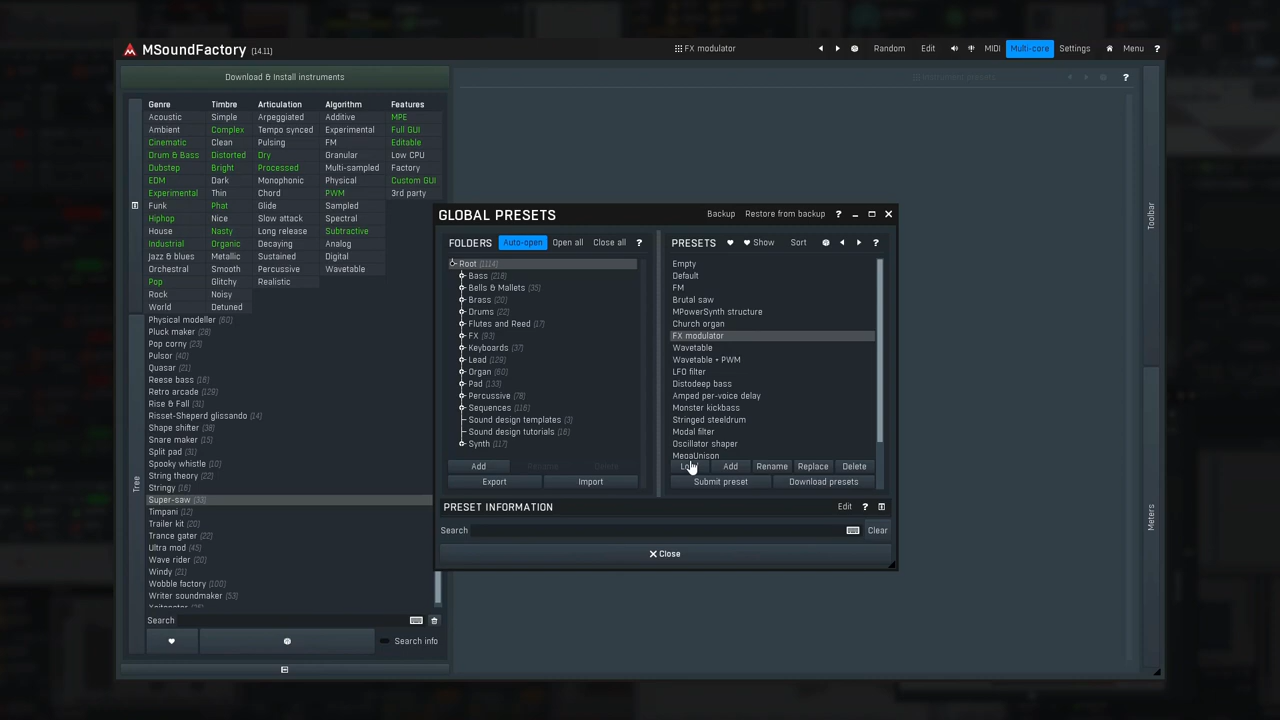 MSoundFactory (14.11)
FX modulator
Random
Edit
MIDI
Multi-core
Settings
Menu
?
Download & Install instruments
?
Genre
Timbre
Articulation
Algorithm
Features
Acoustic
Simple
Arpeggiated
Additive
MPE
Ambient
Complex
Tempo synced
Experimental
Full GUI
Cinematic
Clean
Pulsing
FM
Editable
Drum & Bass
Distorted
Dry
Granular
Low CPU
Dubstep
Bright
Processed
Multi-sampled
Factory
EDM
Dark
Monophonic
Physical
Custom GUI
Experimental
Thin
Chord
PWM
3rd party
Funk
Phat
Glide
Sampled
Hiphop
Nice
Slow attack
Spectral
House
Nasty
Long release
Subtractive
Industrial
Organic
Decaying
Analog
Jazz & blues
Metallic
Sustained
Digital
Orchestral
Smooth
Percussive
Wavetable
Pop
Glitchy
Realistic
Rock
Noisy
World
Detuned
Physical modeller (60)
Pluck maker (28)
Pop corny (23)
Pulsor (40)
Quasar (21)
Reese bass (16)
Retro arcade (129)
Rise & Fall (31)
Risset-Sheperd glissando (14)
Shape shifter (38)
Snare maker (15)
Split pad (31)
Spooky whistle (10)
String theory (22)
Stringy (16)
Super-saw (33)
Timpani (12)
Trailer kit (20)
Trance gater (22)
Ultra mod (45)
Wave rider (20)
Windy (21)
Wobble factory (100)
Writer soundmaker (53)
Search
Search info
Tree
Toolbar
Meters
GLOBAL PRESETS
Backup
Restore from backup
?
FOLDERS
Auto-open
Open all
Close all
?
Root (1114)
Bass (218)
Bells & Mallets (35)
Brass (20)
Drums (22)
Flutes and Reed (17)
FX (93)
Keyboards (37)
Lead (129)
Organ (60)
Pad (133)
Percussive (78)
Sequences (116)
Sound design templates (3)
Sound design tutorials (16)
Synth (117)
Add
Rename
Delete
Export
Import
PRESETS
Show
Sort
?
Empty
Default
FM
Brutal saw
MPowerSynth structure
Church organ
FX modulator
Wavetable
Wavetable + PWM
LFO filter
Distodeep bass
Amped per-voice delay
Monster kickbass
Stringed steeldrum
Modal filter
Oscillator shaper
MegaUnison
Add
Rename
Replace
Delete
Submit preset
Download presets
PRESET INFORMATION
Edit
?
Search
Clear
Close